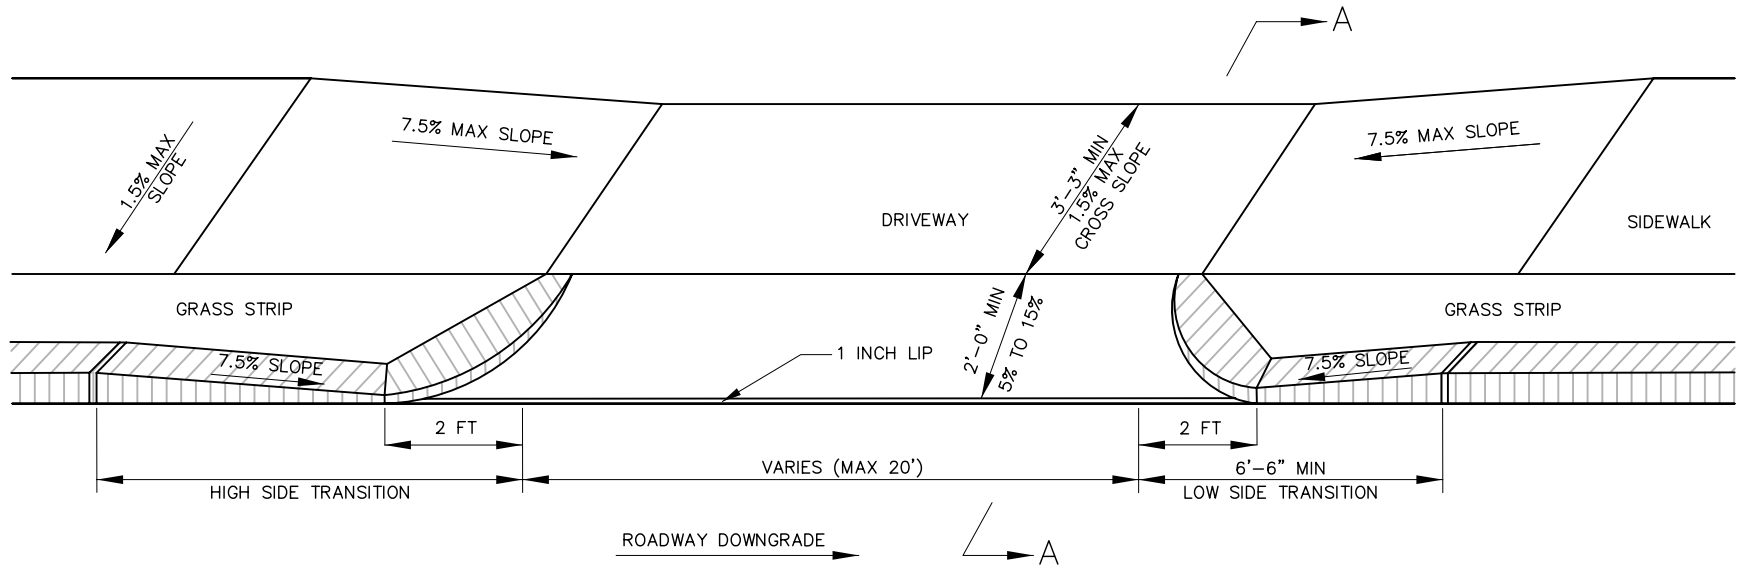 A
7.5% MAX SLOPE
7.5% MAX SLOPE
1.5% MAX
SLOPE
3'-3" MIN
1.5% MAX
CROSS SLOPE
DRIVEWAY
SIDEWALK
GRASS STRIP
GRASS STRIP
2'-0" MIN
5% TO 15%
1 INCH LIP
7.5% SLOPE
7.5% SLOPE
2 FT
2 FT
VARIES (MAX 20')
6'-6" MIN
HIGH SIDE TRANSITION
LOW SIDE TRANSITION
ROADWAY DOWNGRADE
A